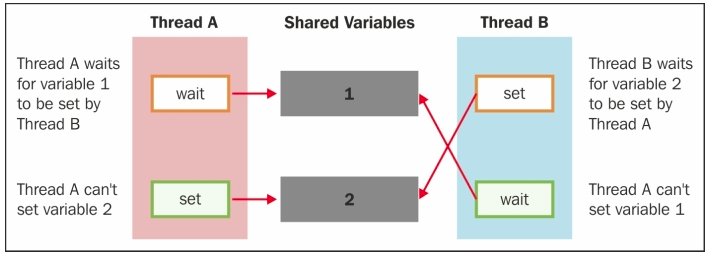 Thread A
Shared Variables
Thread B
Thread A waits
for variable 1
to be set by
Thread B
wait
1
set
Thread B waits
for variable 2
to be set by
Thread A
Thread A can't
set variable 2
set
2
wait
Thread A can't
set variable 1